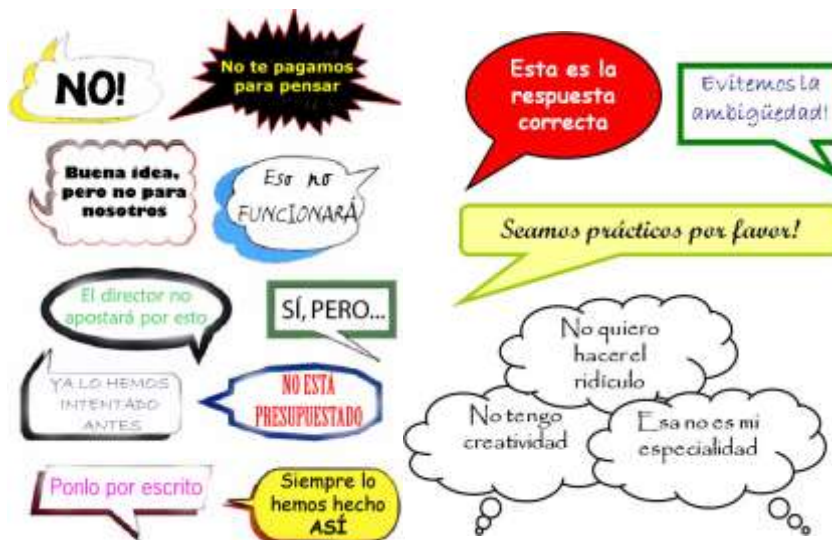 NO!
No te pagamos
para pensar
Buena idea,
pero no para
nosotros
Eso no
FUNCIONARÁ
El director no
apostará por esto
SÍ, PERO...
YA LO HEMOS
INTENTADO
ANTES
NO ESTÁ
PRESUPUESTADO
Ponlo por escrito
Siempre lo
hemos hecho
ASÍ
Esta es la
respuesta
correcta
Evitemos la
ambigüedad!
Seamos prácticos por favor!
No quiero
hacer el
ridículo
No tengo
creatividad
Esa no es mi
especialidad